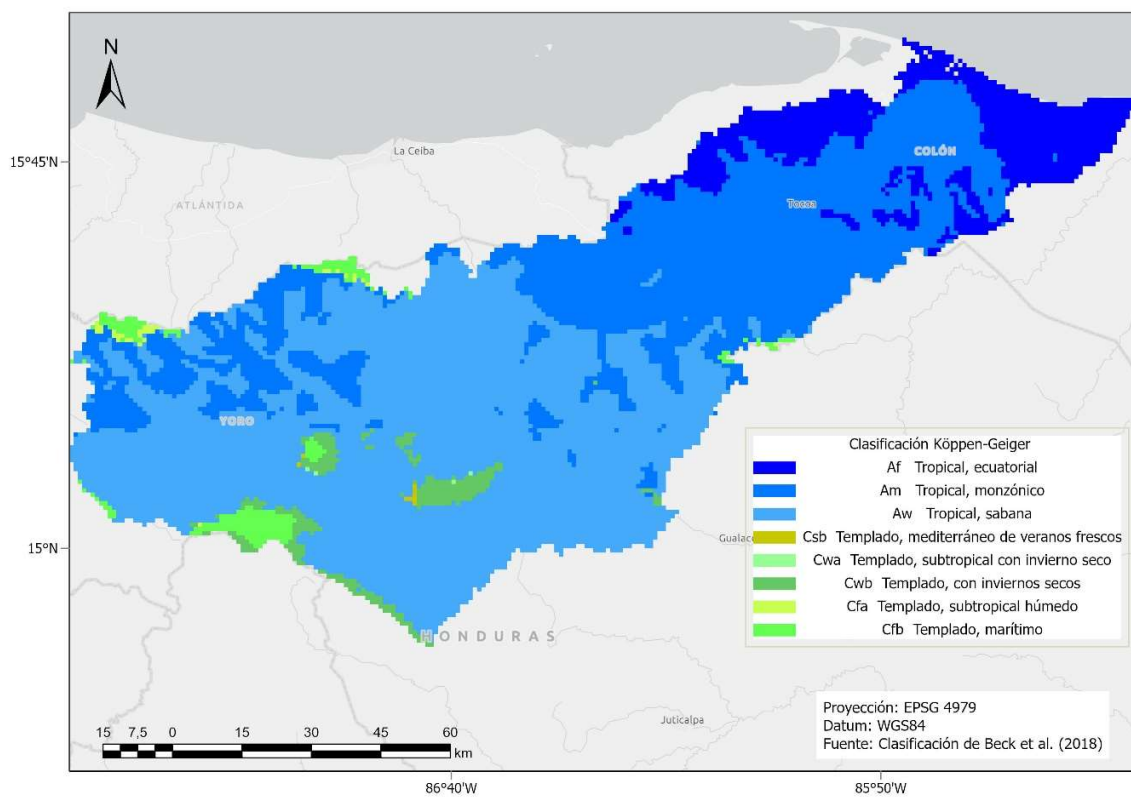 N
15°45'N
15°N
La Ceiba
ATLÁNTIDA
COLÓN
Tocoa
YORO
Gualaco
HONDURAS
Juticalpa
Clasificación Köppen-Geiger
Af Tropical, ecuatorial
Am Tropical, monzónico
Aw Tropical, sabana
Csb Templado, mediterráneo de veranos frescos
Cwa Templado, subtropical con invierno seco
Cwb Templado, con inviernos secos
Cfa Templado, subtropical húmedo
Cfb Templado, marítimo
Proyección: EPSG 4979
Datum: WGS84
Fuente: Clasificación de Beck et al. (2018)
15 7,5 0 15 30 45 60
km
86°40'W 85°50'W